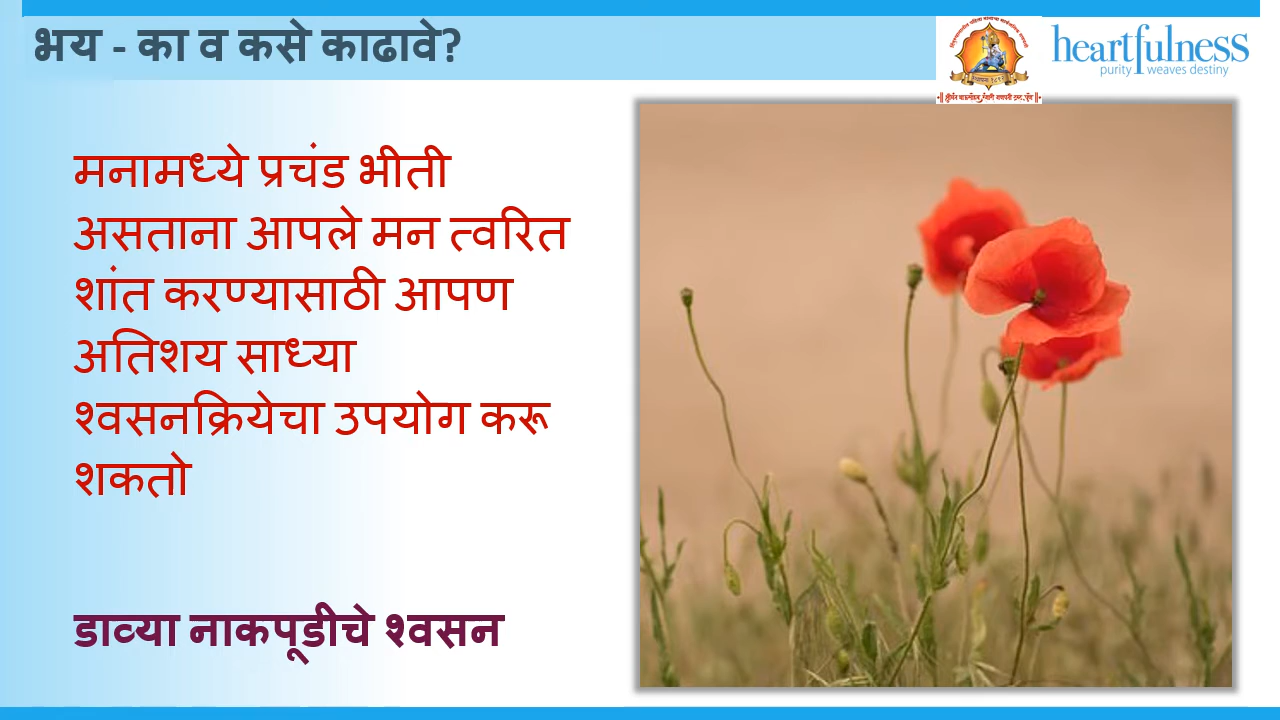 भय - का व कसे काढावे?
heartfulness
purity weaves destiny
मनामध्ये प्रचंड भीती
असताना आपले मन त्वरित
शांत करण्यासाठी आपण
अतिशय साध्या
श्वसनक्रियेचा उपयोग करू
शकतो
डाव्या नाकपूडीचे श्वसन